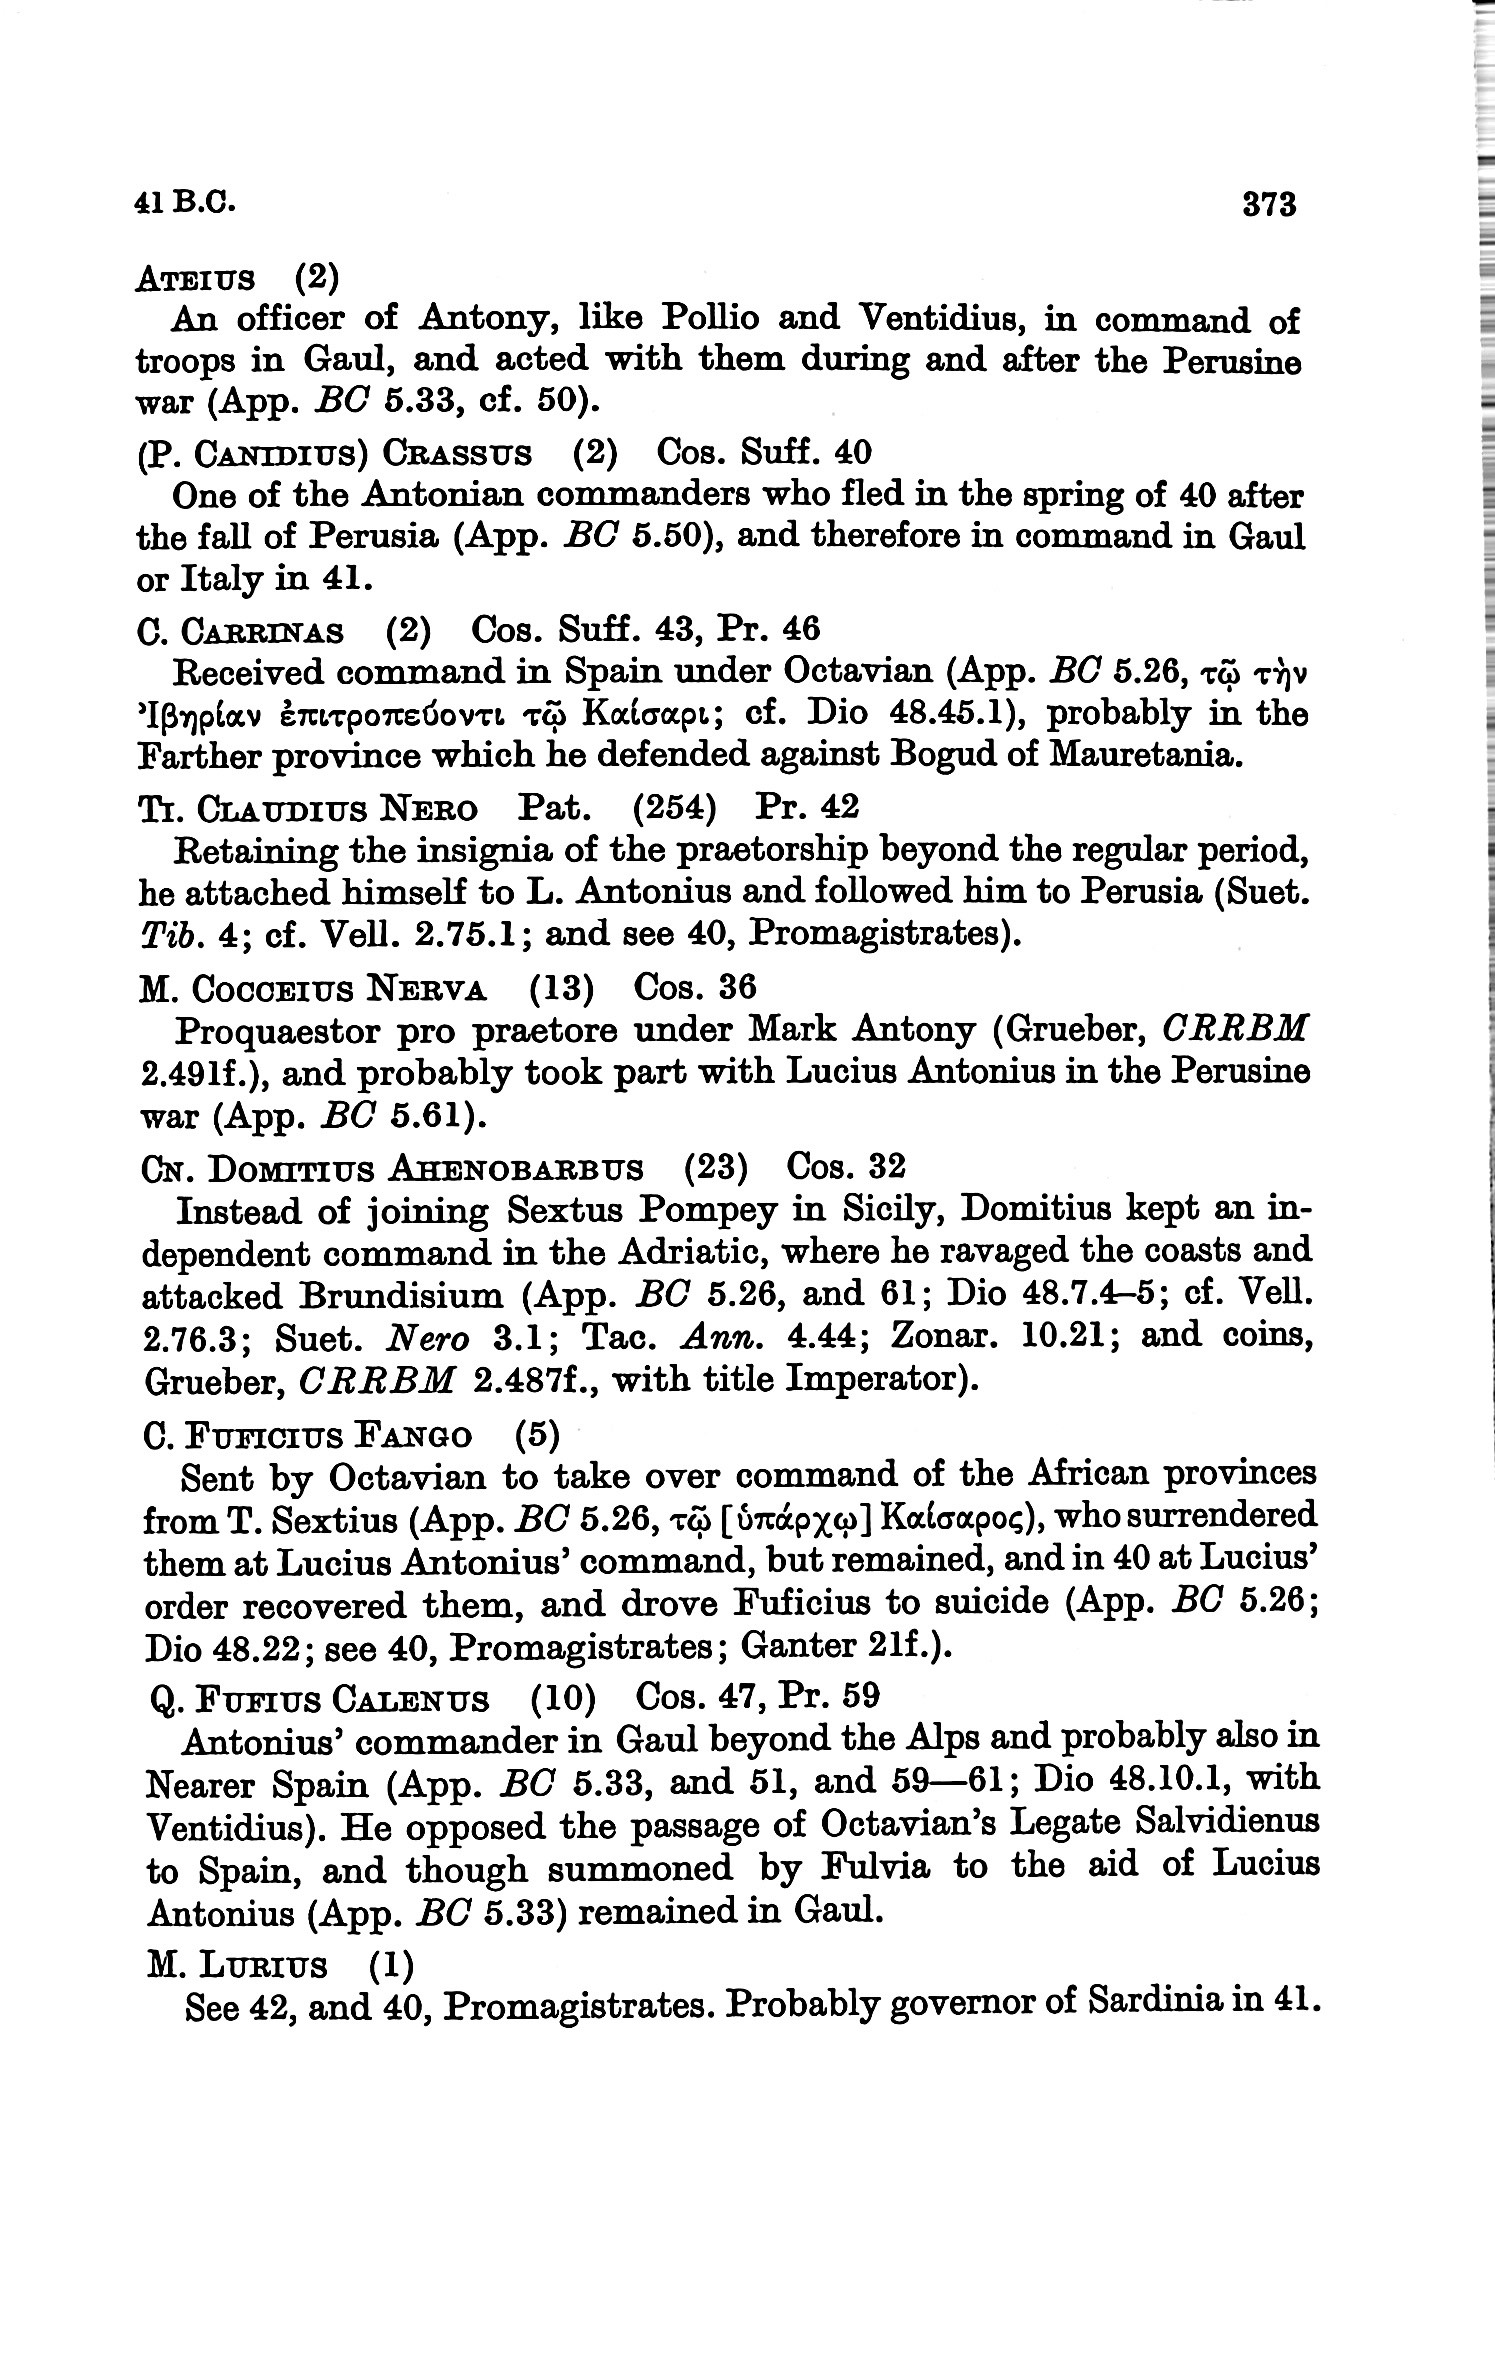 41 B.C. 373
ATEIUS (2)
An officer of Antony, like Pollio and Ventidius, in command of
troops in Gaul, and acted with them during and after the Perusine
war (App. BC 5.33, cf. 50).
(P. CANIDIUS) CRASSUS (2) Cos. Suff. 40
One of the Antonian commanders who fled in the spring of 40 after
the fall of Perusia (App. BC 5.50), and therefore in command in Gaul
or Italy in 41.
C. CARRINAS (2) Cos. Suff. 43, Pr. 46
Received command in Spain under Octavian (App. BC 5.26, τῷ τὴν
Ἰβηρίαν ἐπιτροπεύοντι τῷ Καίσαρι; cf. Dio 48.45.1), probably in the
Farther province which he defended against Bogud of Mauretania.
TI. CLAUDIUS NERO Pat. (254) Pr. 42
Retaining the insignia of the praetorship beyond the regular period,
he attached himself to L. Antonius and followed him to Perusia (Suet.
Tib. 4; cf. Vell. 2.75.1; and see 40, Promagistrates).
M. COCCEIUS NERVA (13) Cos. 36
Proquaestor pro praetore under Mark Antony (Grueber, CRRBM
2.491f.), and probably took part with Lucius Antonius in the Perusine
war (App. BC 5.61).
CN. DOMITIUS AHENOBARBUS (23) Cos. 32
Instead of joining Sextus Pompey in Sicily, Domitius kept an in-
dependent command in the Adriatic, where he ravaged the coasts and
attacked Brundisium (App. BC 5.26, and 61; Dio 48.7.4–5; cf. Vell.
2.76.3; Suet. Nero 3.1; Tac. Ann. 4.44; Zonar. 10.21; and coins,
Grueber, CRRBM 2.487f., with title Imperator).
C. FUFICIUS FANGO (5)
Sent by Octavian to take over command of the African provinces
from T. Sextius (App. BC 5.26, τῷ [ὑπάρχῳ] Καίσαρος), who surrendered
them at Lucius Antonius’ command, but remained, and in 40 at Lucius’
order recovered them, and drove Fuficius to suicide (App. BC 5.26;
Dio 48.22; see 40, Promagistrates; Ganter 21f.).
Q. FUFIUS CALENUS (10) Cos. 47, Pr. 59
Antonius’ commander in Gaul beyond the Alps and probably also in
Nearer Spain (App. BC 5.33, and 51, and 59—61; Dio 48.10.1, with
Ventidius). He opposed the passage of Octavian’s Legate Salvidienus
to Spain, and though summoned by Fulvia to the aid of Lucius
Antonius (App. BC 5.33) remained in Gaul.
M. LURIUS (1)
See 42, and 40, Promagistrates. Probably governor of Sardinia in 41.